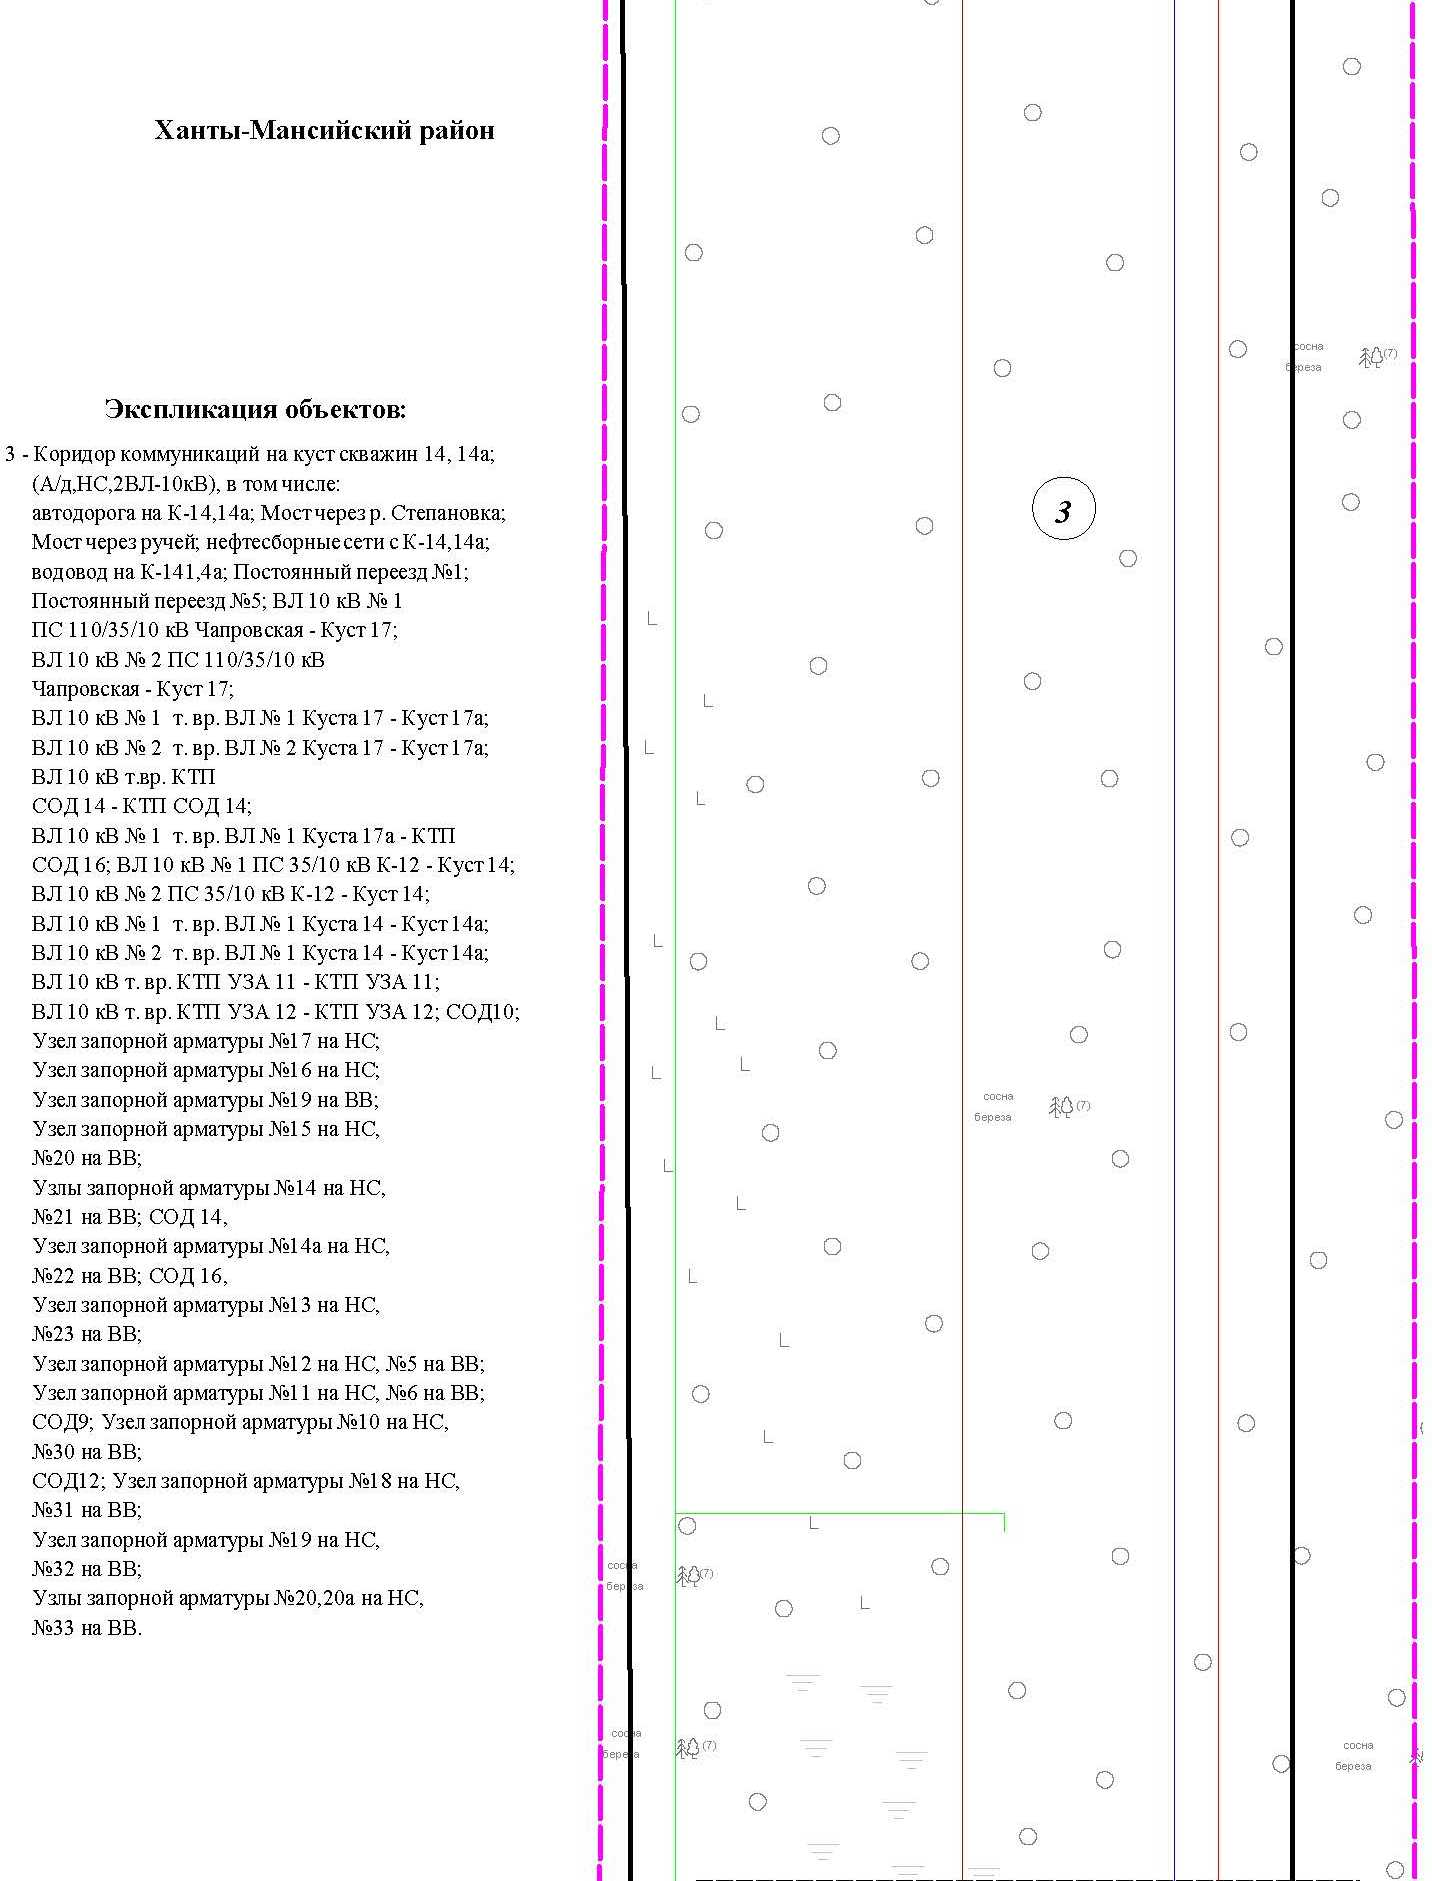 Ханты-Мансийский район
Экспликация объектов:
3 - Коридор коммуникаций на куст скважин 14, 14а;
(А/д,НС,2ВЛ-10кВ), в том числе:
автодорога на К-14,14а; Мост через р. Степановка;
Мост через ручей; нефтесборные сети с К-14,14а;
водовод на К-141,4а; Постоянный переезд №1;
Постоянный переезд №5; ВЛ 10 кВ № 1
ПС 110/35/10 кВ Чапровская - Куст 17;
ВЛ 10 кВ № 2 ПС 110/35/10 кВ
Чапровская - Куст 17;
ВЛ 10 кВ № 1 т. вр. ВЛ № 1 Куста 17 - Куст 17а;
ВЛ 10 кВ № 2 т. вр. ВЛ № 2 Куста 17 - Куст 17а;
ВЛ 10 кВ т.вр. КТП
СОД 14 - КТП СОД 14;
ВЛ 10 кВ № 1 т. вр. ВЛ № 1 Куста 17а - КТП
СОД 16; ВЛ 10 кВ № 1 ПС 35/10 кВ К-12 - Куст 14;
ВЛ 10 кВ № 2 ПС 35/10 кВ К-12 - Куст 14;
ВЛ 10 кВ № 1 т. вр. ВЛ № 1 Куста 14 - Куст 14а;
ВЛ 10 кВ № 2 т. вр. ВЛ № 1 Куста 14 - Куст 14а;
ВЛ 10 кВ т. вр. КТП УЗА 11 - КТП УЗА 11;
ВЛ 10 кВ т. вр. КТП УЗА 12 - КТП УЗА 12; СОД10;
Узел запорной арматуры №17 на НС;
Узел запорной арматуры №16 на НС;
Узел запорной арматуры №19 на ВВ;
Узел запорной арматуры №15 на НС,
№20 на ВВ;
Узлы запорной арматуры №14 на НС,
№21 на ВВ; СОД 14,
Узел запорной арматуры №14а на НС,
№22 на ВВ; СОД 16,
Узел запорной арматуры №13 на НС,
№23 на ВВ;
Узел запорной арматуры №12 на НС, №5 на ВВ;
Узел запорной арматуры №11 на НС, №6 на ВВ;
СОД9; Узел запорной арматуры №10 на НС,
№30 на ВВ;
СОД12; Узел запорной арматуры №18 на НС,
№31 на ВВ;
Узел запорной арматуры №19 на НС,
№32 на ВВ;
Узлы запорной арматуры №20,20а на НС,
№33 на ВВ.
сосна
береза
(7)
3
сосна
береза
(7)
сосна
береза
(7)
сосна
береза
(7)
сосна
береза